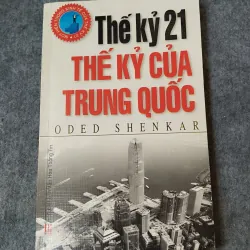 Thế kỷ 21
THẾ KỶ CỦA
TRUNG QUỐC
ODED SHENKAR